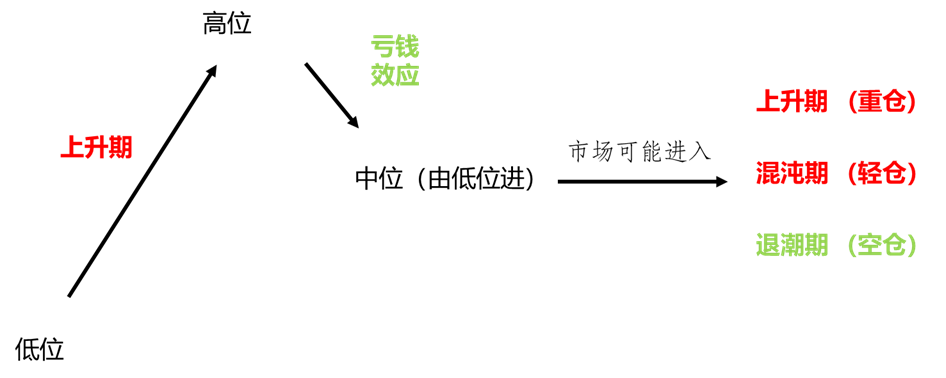 高位
亏钱
效应
上升期
中位（由低位进）
市场可能进入
上升期（重仓）
混沌期（轻仓）
退潮期（空仓）
低位